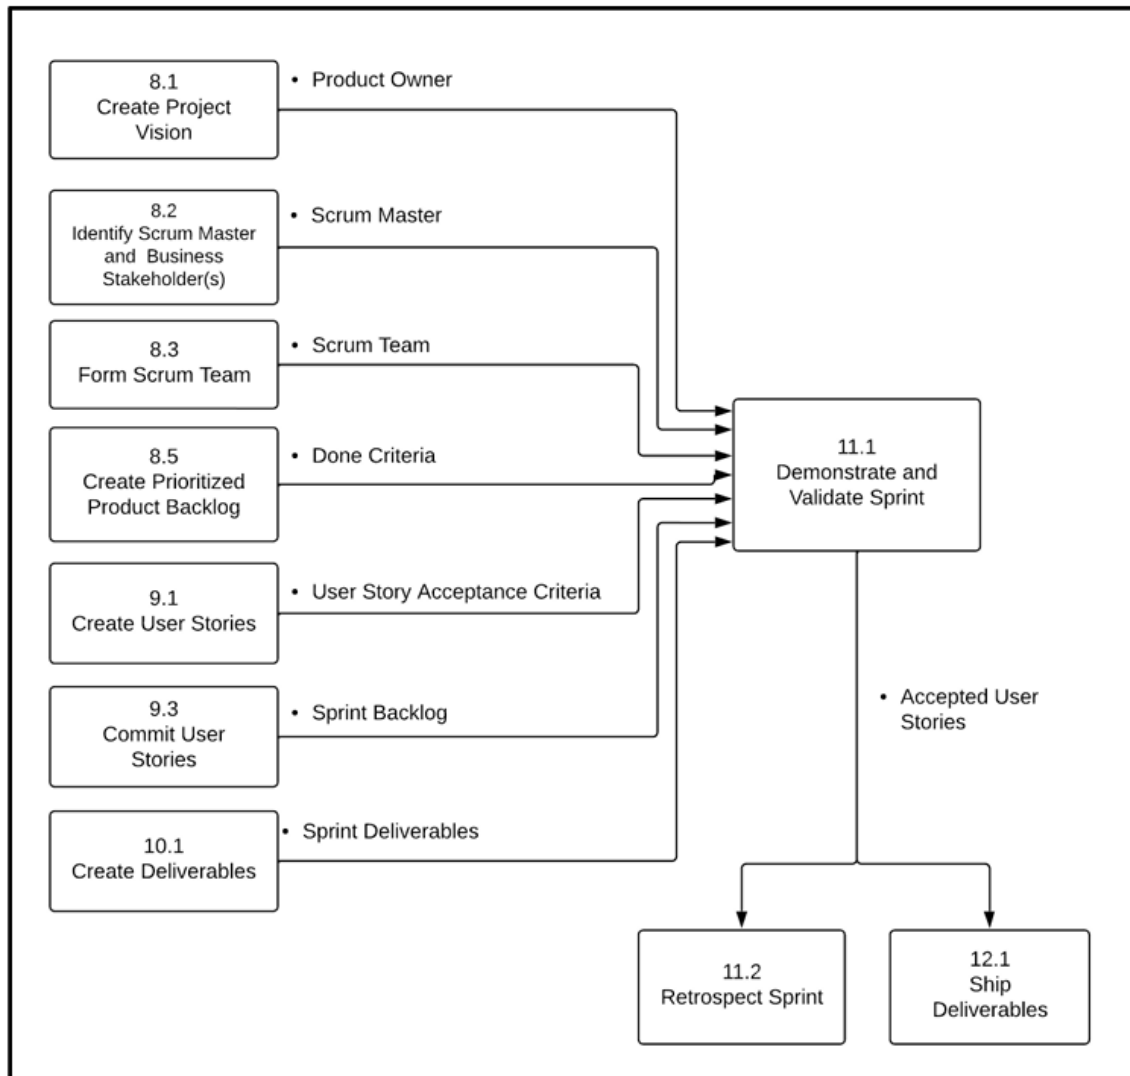 8.1
Create Project
Vision
• Product Owner
8.2
Identify Scrum Master
and Business
Stakeholder(s)
• Scrum Master
8.3
Form Scrum Team
• Scrum Team
8.5
Create Prioritized
Product Backlog
• Done Criteria
11.1
Demonstrate and
Validate Sprint
9.1
Create User Stories
• User Story Acceptance Criteria
9.3
Commit User
Stories
• Sprint Backlog
• Accepted User
Stories
10.1
Create Deliverables
• Sprint Deliverables
11.2
Retrospect Sprint
12.1
Ship
Deliverables